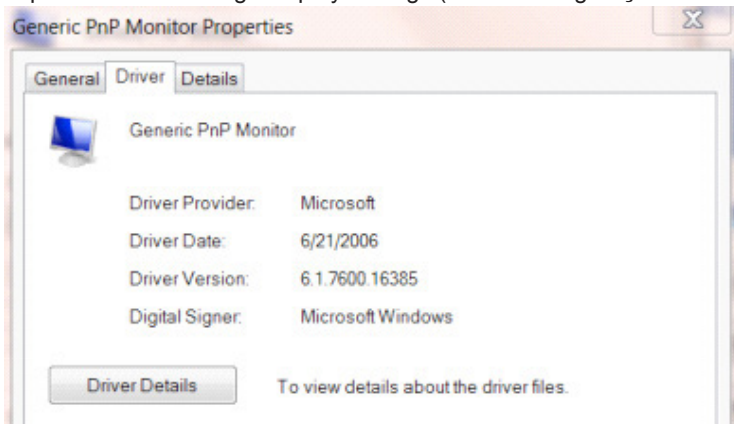 Generic PnP Monitor Properties
General Driver Details
Generic PnP Monitor
Driver Provider: Microsoft
Driver Date: 6/21/2006
Driver Version: 6.1.7600.16385
Digital Signer: Microsoft Windows
Driver Details To view details about the driver files.